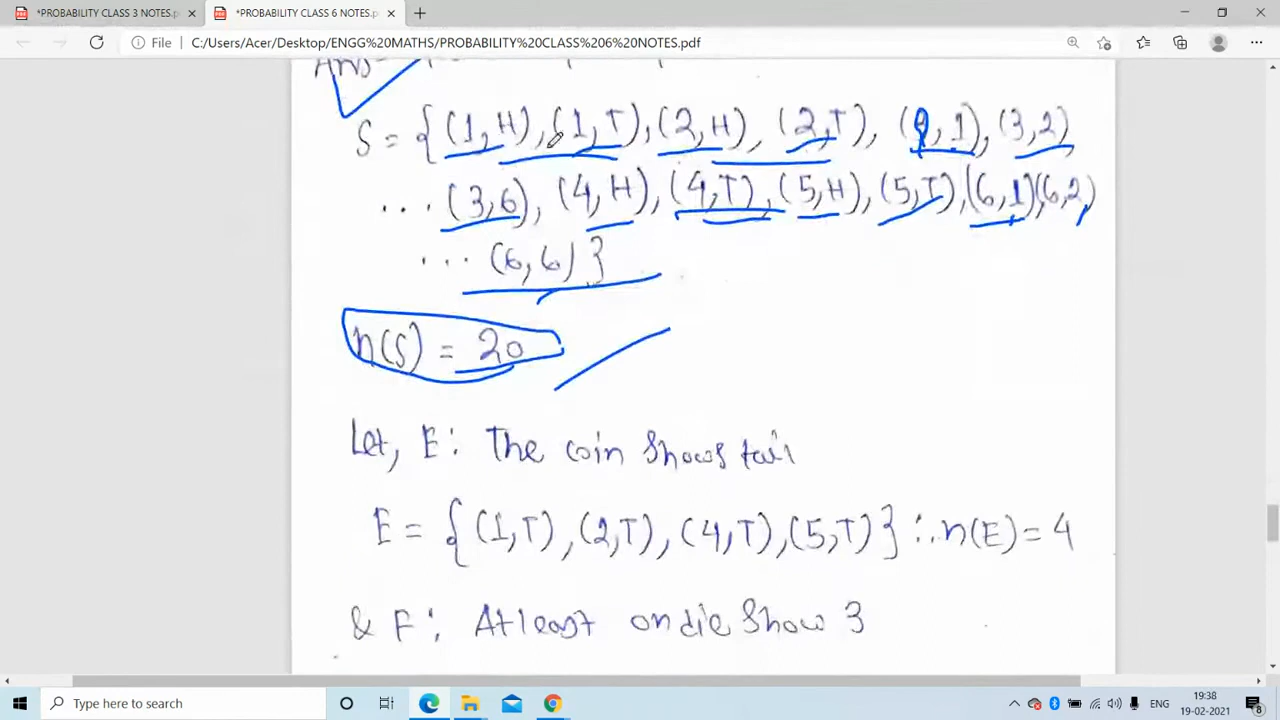 *PROBABILITY CLASS 3 NOTES.p
*PROBABILITY CLASS 6 NOTES.p
File C:/Users/Acer/Desktop/ENGG%20MATHS/PROBABILITY%20CLASS%206%20NOTES.pdf
S = {(1,H), (1,T), (2,H), (2,T), ( ,1), (3,2)
... (3,6), (4,H), (4,T), (5,H), (5,T), (6,1)(6,2)
... (6,6)}
n(S) = 20
Let, E: The coin shows tail
E = {(1,T), (2,T), (4,T), (5,T)} ∴ n(E) = 4
& F: Atleast on die Show 3
Type here to search
ENG
19:38
19-02-2021
8